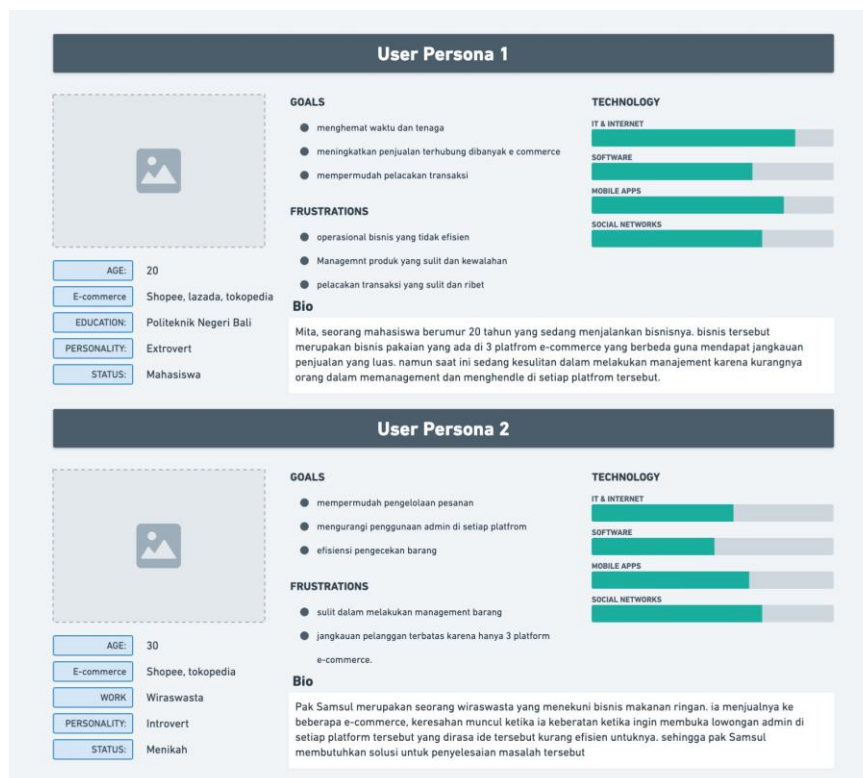 User Persona 1
GOALS
menghemat waktu dan tenaga
meningkatkan penjualan terhubung dibanyak e commerce
mempermudah pelacakan transaksi
FRUSTRATIONS
operasional bisnis yang tidak efisien
Managemnt produk yang sulit dan kewalahan
pelacakan transaksi yang sulit dan ribet
TECHNOLOGY
IT & INTERNET
SOFTWARE
MOBILE APPS
SOCIAL NETWORKS
AGE: 20
E-commerce Shopee, lazada, tokopedia
EDUCATION: Politeknik Negeri Bali
PERSONALITY: Extrovert
STATUS: Mahasiswa
Bio
Mita, seorang mahasiswa berumur 20 tahun yang sedang menjalankan bisnisnya. bisnis tersebut
merupakan bisnis pakaian yang ada di 3 platfrom e-commerce yang berbeda guna mendapat jangkauan
penjualan yang luas. namun saat ini sedang kesulitan dalam melakukan manajement karena kurangnya
orang dalam memanagement dan menghendle di setiap platfrom tersebut.
User Persona 2
GOALS
mempermudah pengelolaan pesanan
mengurangi penggunaan admin di setiap platfrom
efisiensi pengecekan barang
FRUSTRATIONS
sulit dalam melakukan management barang
jangkauan pelanggan terbatas karena hanya 3 platform
e-commerce.
TECHNOLOGY
IT & INTERNET
SOFTWARE
MOBILE APPS
SOCIAL NETWORKS
AGE: 30
E-commerce Shopee, tokopedia
WORK Wiraswasta
PERSONALITY: Introvert
STATUS: Menikah
Bio
Pak Samsul merupakan seorang wiraswasta yang menekuni bisnis makanan ringan. ia menjualnya ke
beberapa e-commerce, keresahan muncul ketika ia keberatan ketika ingin membuka lowongan admin di
setiap platform tersebut yang dirasa ide tersebut kurang efisien untuknya. sehingga pak Samsul
membutuhkan solusi untuk penyelesaian masalah tersebut